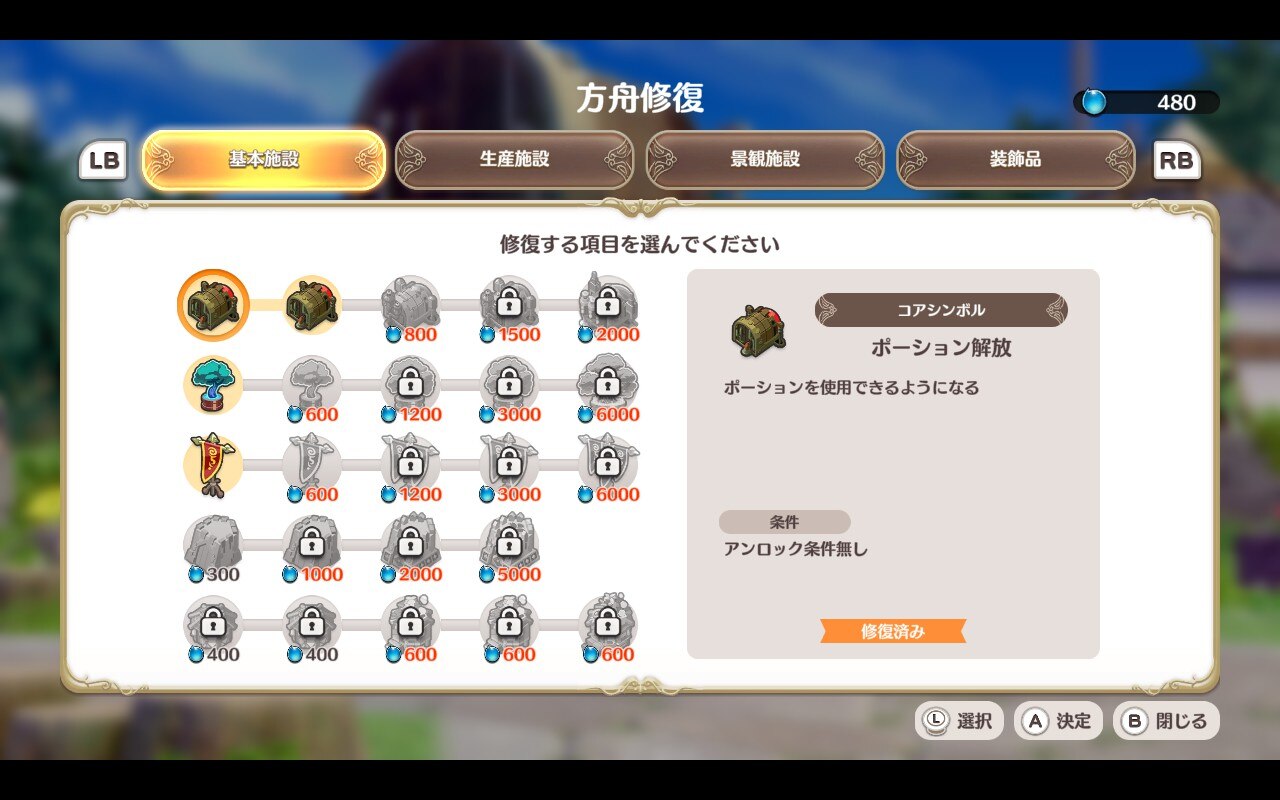 方舟修復
480
LB
基本施設
生産施設
景観施設
装飾品
RB
修復する項目を選んでください
800
1500
2000
600
1200
3000
6000
600
1200
3000
6000
300
1000
2000
5000
400
400
600
600
600
コアシンボル
ポーション解放
ポーションを使用できるようになる
条件
アンロック条件無し
修復済み
L 選択
A 決定
B 閉じる